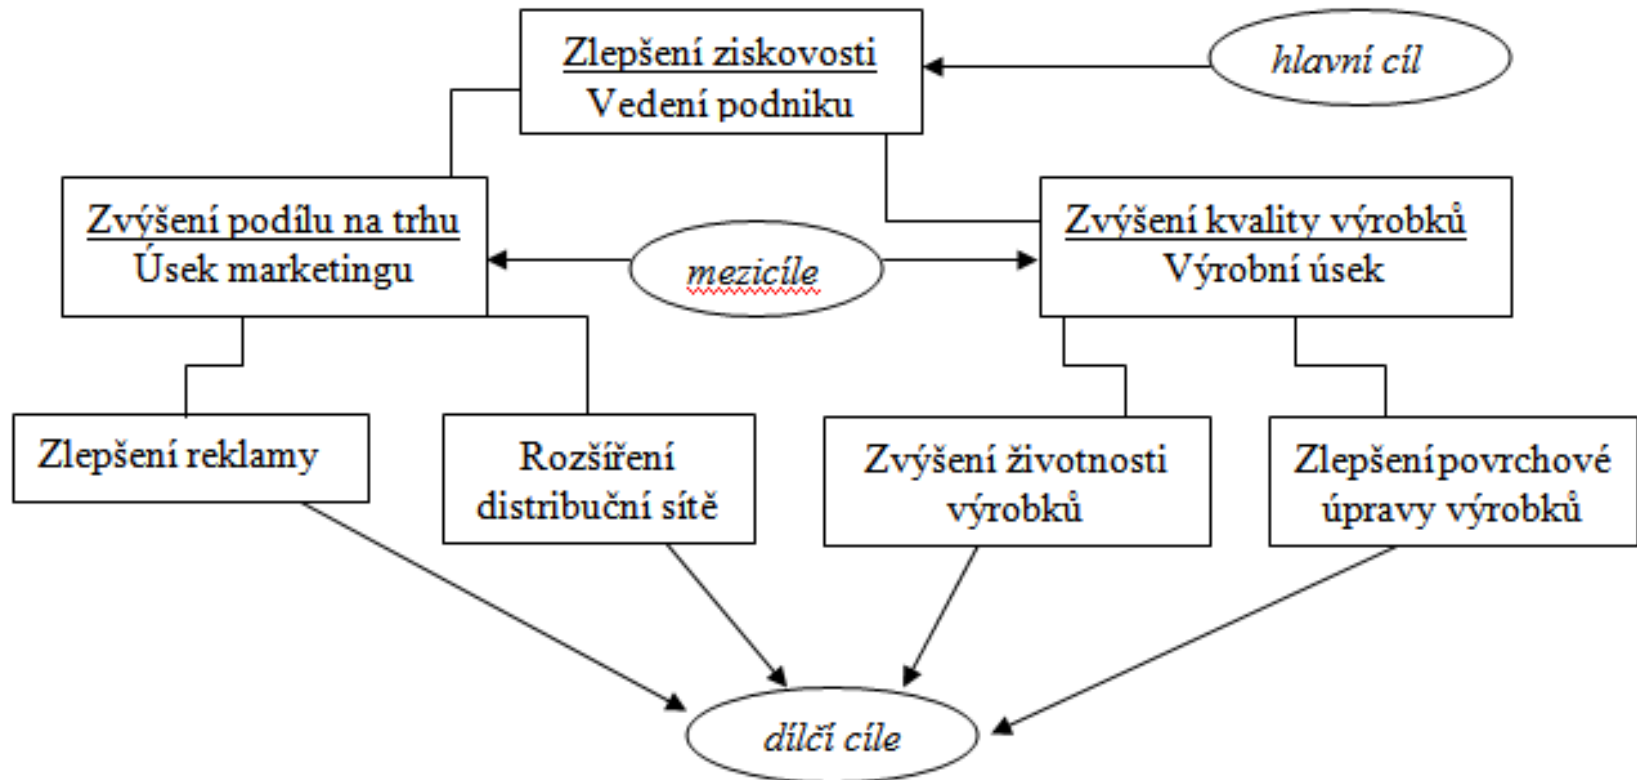 Zlepšení ziskovosti
Vedení podniku
hlavní cíl
Zvýšení podílu na trhu
Úsek marketingu
mezicíle
Zvýšení kvality výrobků
Výrobní úsek
Zlepšení reklamy
Rozšíření
distribuční sítě
Zvýšení životnosti
výrobků
Zlepšení povrchové
úpravy výrobků
dílčí cíle